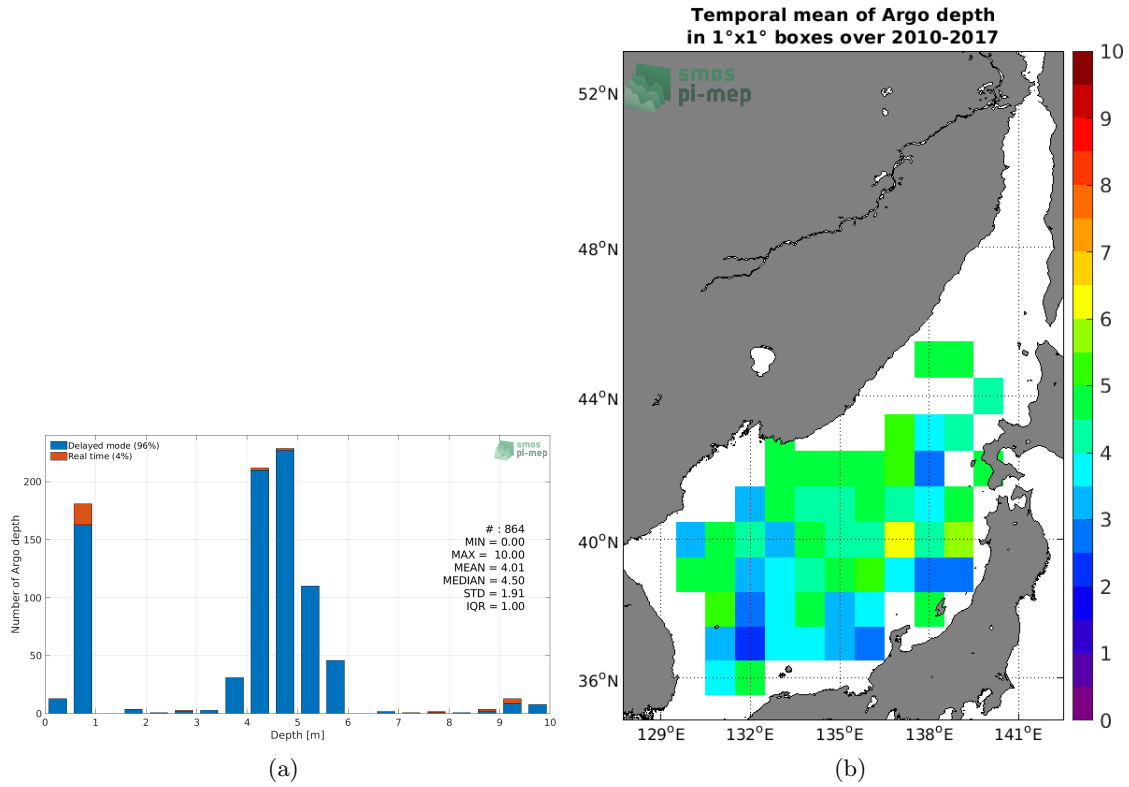 Delayed mode (96%)
Real time (4%)
smos
pi-mep
200
150
100
50
0
Number of Argo depth
# : 864
MIN = 0.00
MAX = 10.00
MEAN = 4.01
MEDIAN = 4.50
STD = 1.91
IQR = 1.00
0 1 2 3 4 5 6 7 8 9 10
Depth [m]
(a)
Temporal mean of Argo depth
in 1°x1° boxes over 2010-2017
smos
pi-mep
52°N
48°N
44°N
40°N
36°N
129°E 132°E 135°E 138°E 141°E
10
9
8
7
6
5
4
3
2
1
0
(b)